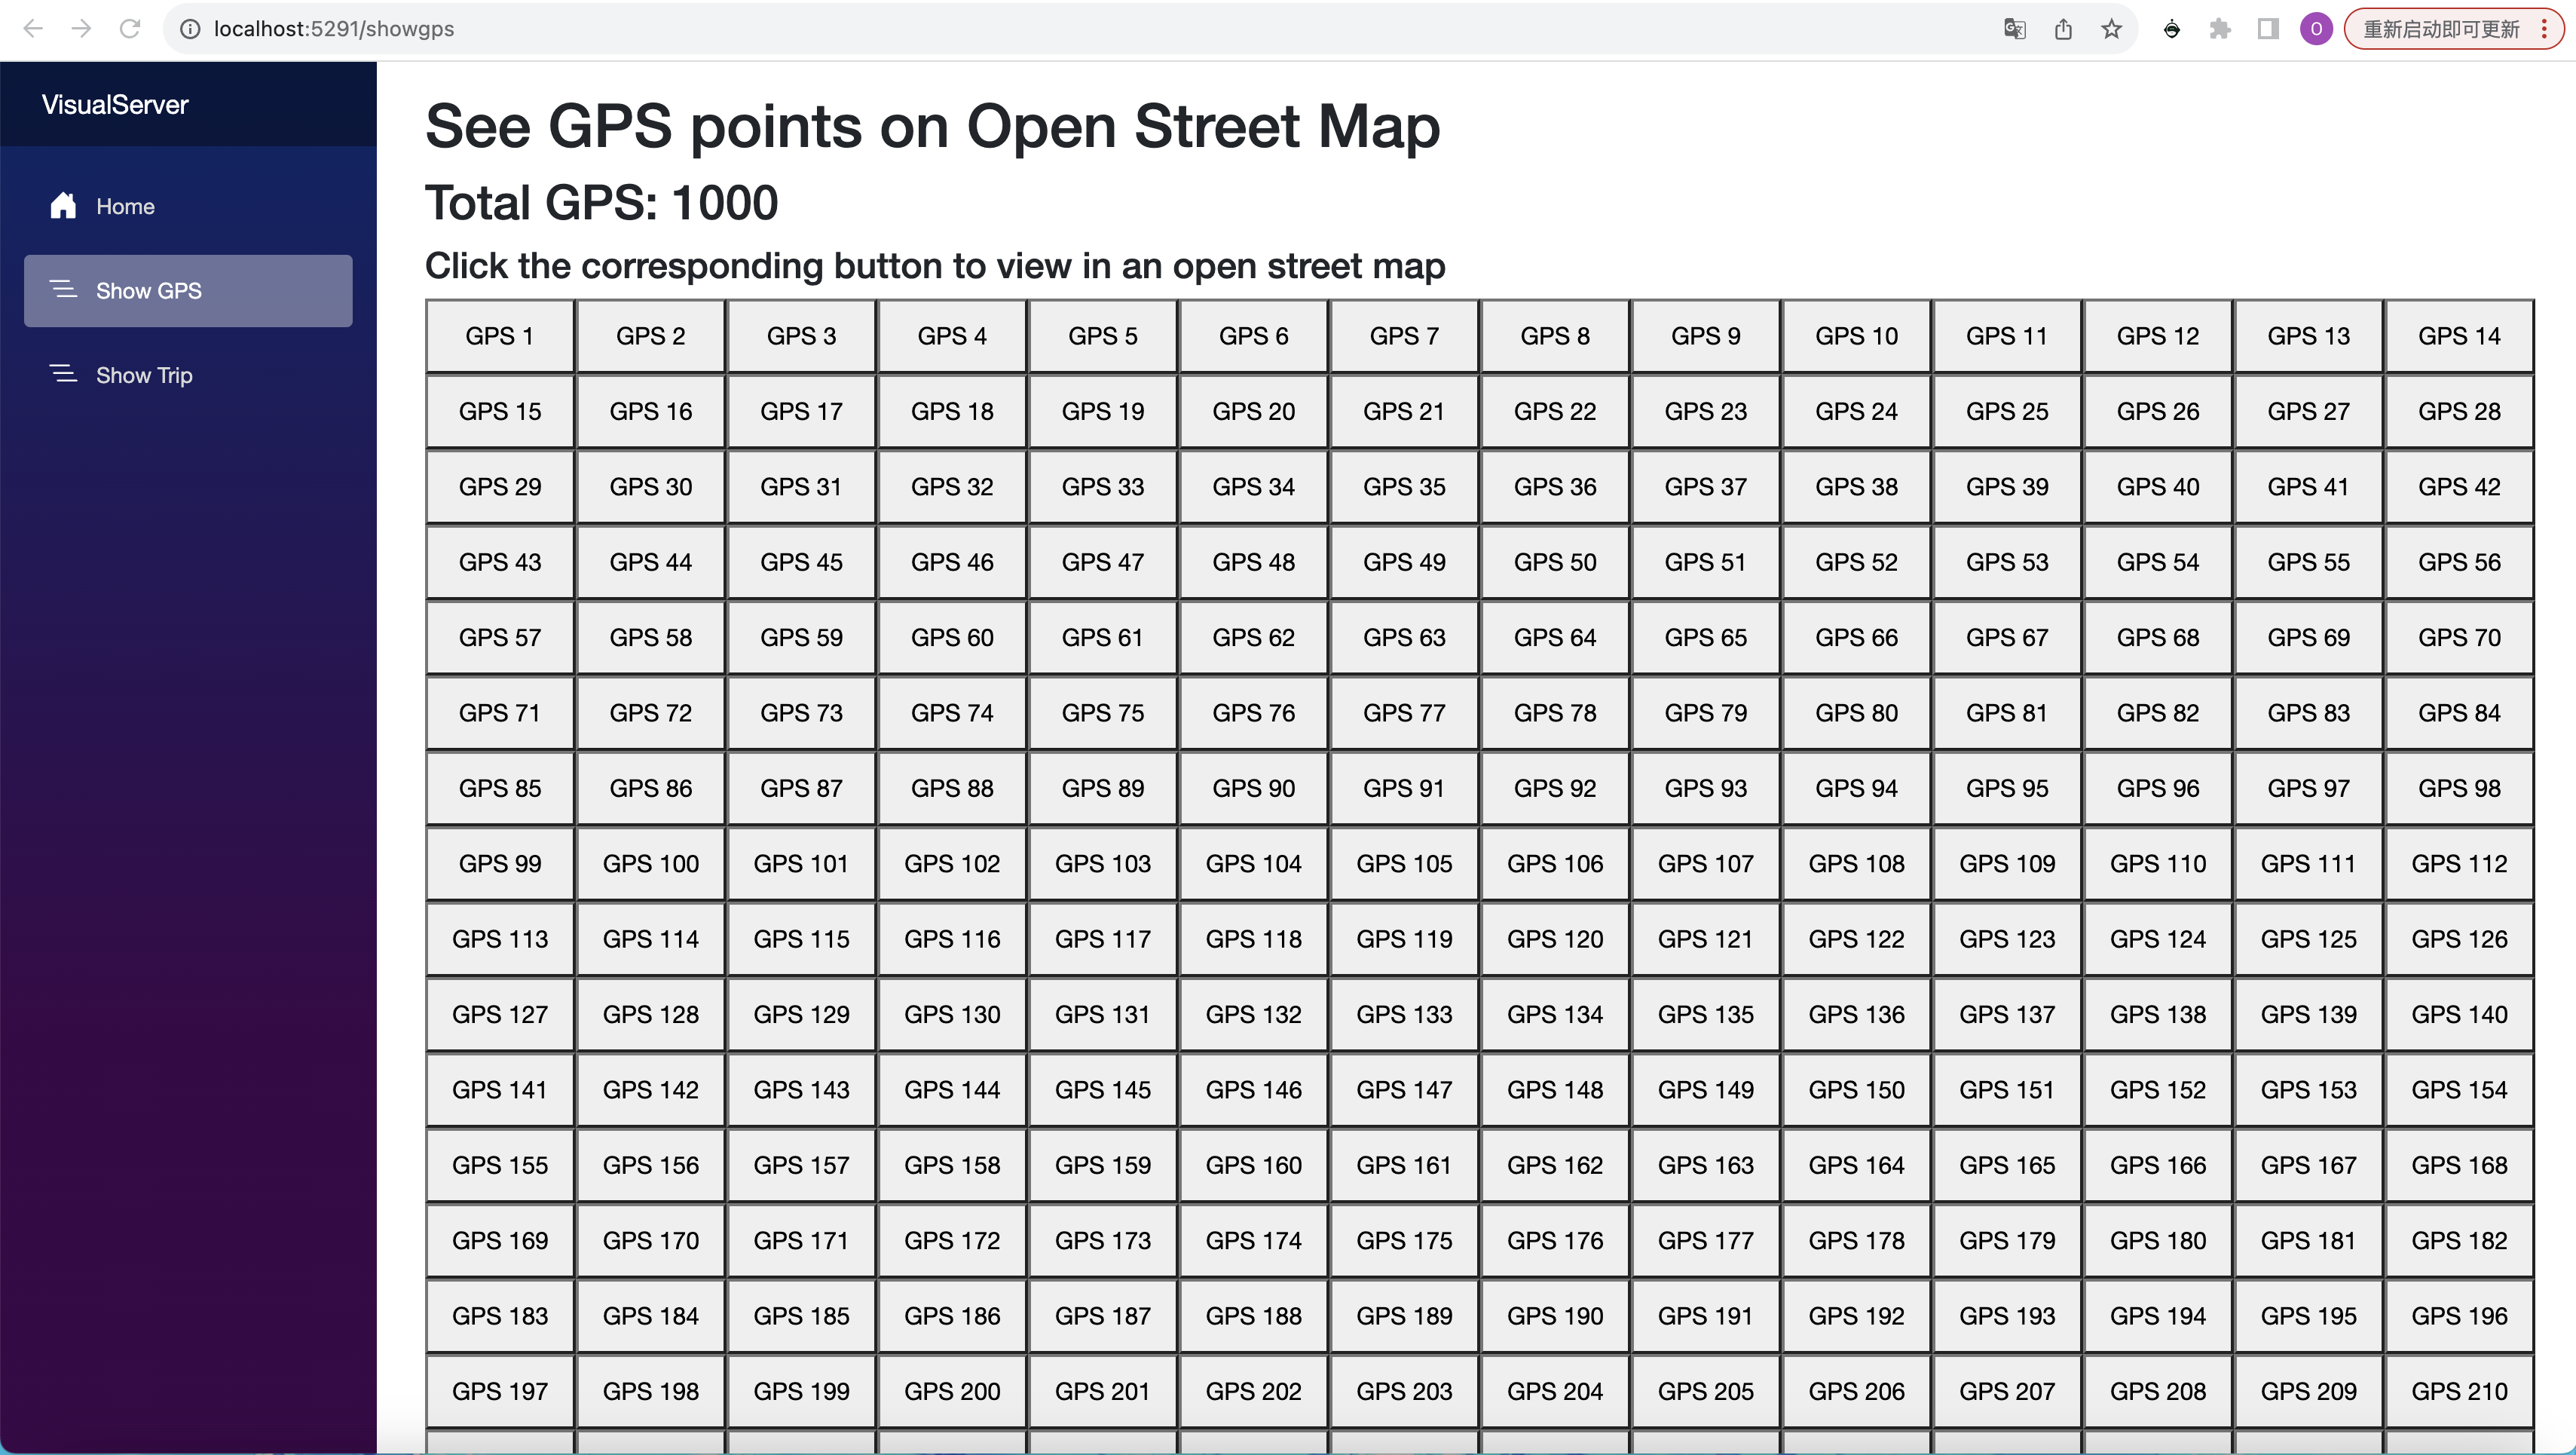 localhost:5291/showgps
O
重新启动即可更新
VisualServer
Home
Show GPS
Show Trip
See GPS points on Open Street Map
Total GPS: 1000
Click the corresponding button to view in an open street map
GPS 1 GPS 2 GPS 3 GPS 4 GPS 5 GPS 6 GPS 7 GPS 8 GPS 9 GPS 10 GPS 11 GPS 12 GPS 13 GPS 14
GPS 15 GPS 16 GPS 17 GPS 18 GPS 19 GPS 20 GPS 21 GPS 22 GPS 23 GPS 24 GPS 25 GPS 26 GPS 27 GPS 28
GPS 29 GPS 30 GPS 31 GPS 32 GPS 33 GPS 34 GPS 35 GPS 36 GPS 37 GPS 38 GPS 39 GPS 40 GPS 41 GPS 42
GPS 43 GPS 44 GPS 45 GPS 46 GPS 47 GPS 48 GPS 49 GPS 50 GPS 51 GPS 52 GPS 53 GPS 54 GPS 55 GPS 56
GPS 57 GPS 58 GPS 59 GPS 60 GPS 61 GPS 62 GPS 63 GPS 64 GPS 65 GPS 66 GPS 67 GPS 68 GPS 69 GPS 70
GPS 71 GPS 72 GPS 73 GPS 74 GPS 75 GPS 76 GPS 77 GPS 78 GPS 79 GPS 80 GPS 81 GPS 82 GPS 83 GPS 84
GPS 85 GPS 86 GPS 87 GPS 88 GPS 89 GPS 90 GPS 91 GPS 92 GPS 93 GPS 94 GPS 95 GPS 96 GPS 97 GPS 98
GPS 99 GPS 100 GPS 101 GPS 102 GPS 103 GPS 104 GPS 105 GPS 106 GPS 107 GPS 108 GPS 109 GPS 110 GPS 111 GPS 112
GPS 113 GPS 114 GPS 115 GPS 116 GPS 117 GPS 118 GPS 119 GPS 120 GPS 121 GPS 122 GPS 123 GPS 124 GPS 125 GPS 126
GPS 127 GPS 128 GPS 129 GPS 130 GPS 131 GPS 132 GPS 133 GPS 134 GPS 135 GPS 136 GPS 137 GPS 138 GPS 139 GPS 140
GPS 141 GPS 142 GPS 143 GPS 144 GPS 145 GPS 146 GPS 147 GPS 148 GPS 149 GPS 150 GPS 151 GPS 152 GPS 153 GPS 154
GPS 155 GPS 156 GPS 157 GPS 158 GPS 159 GPS 160 GPS 161 GPS 162 GPS 163 GPS 164 GPS 165 GPS 166 GPS 167 GPS 168
GPS 169 GPS 170 GPS 171 GPS 172 GPS 173 GPS 174 GPS 175 GPS 176 GPS 177 GPS 178 GPS 179 GPS 180 GPS 181 GPS 182
GPS 183 GPS 184 GPS 185 GPS 186 GPS 187 GPS 188 GPS 189 GPS 190 GPS 191 GPS 192 GPS 193 GPS 194 GPS 195 GPS 196
GPS 197 GPS 198 GPS 199 GPS 200 GPS 201 GPS 202 GPS 203 GPS 204 GPS 205 GPS 206 GPS 207 GPS 208 GPS 209 GPS 210